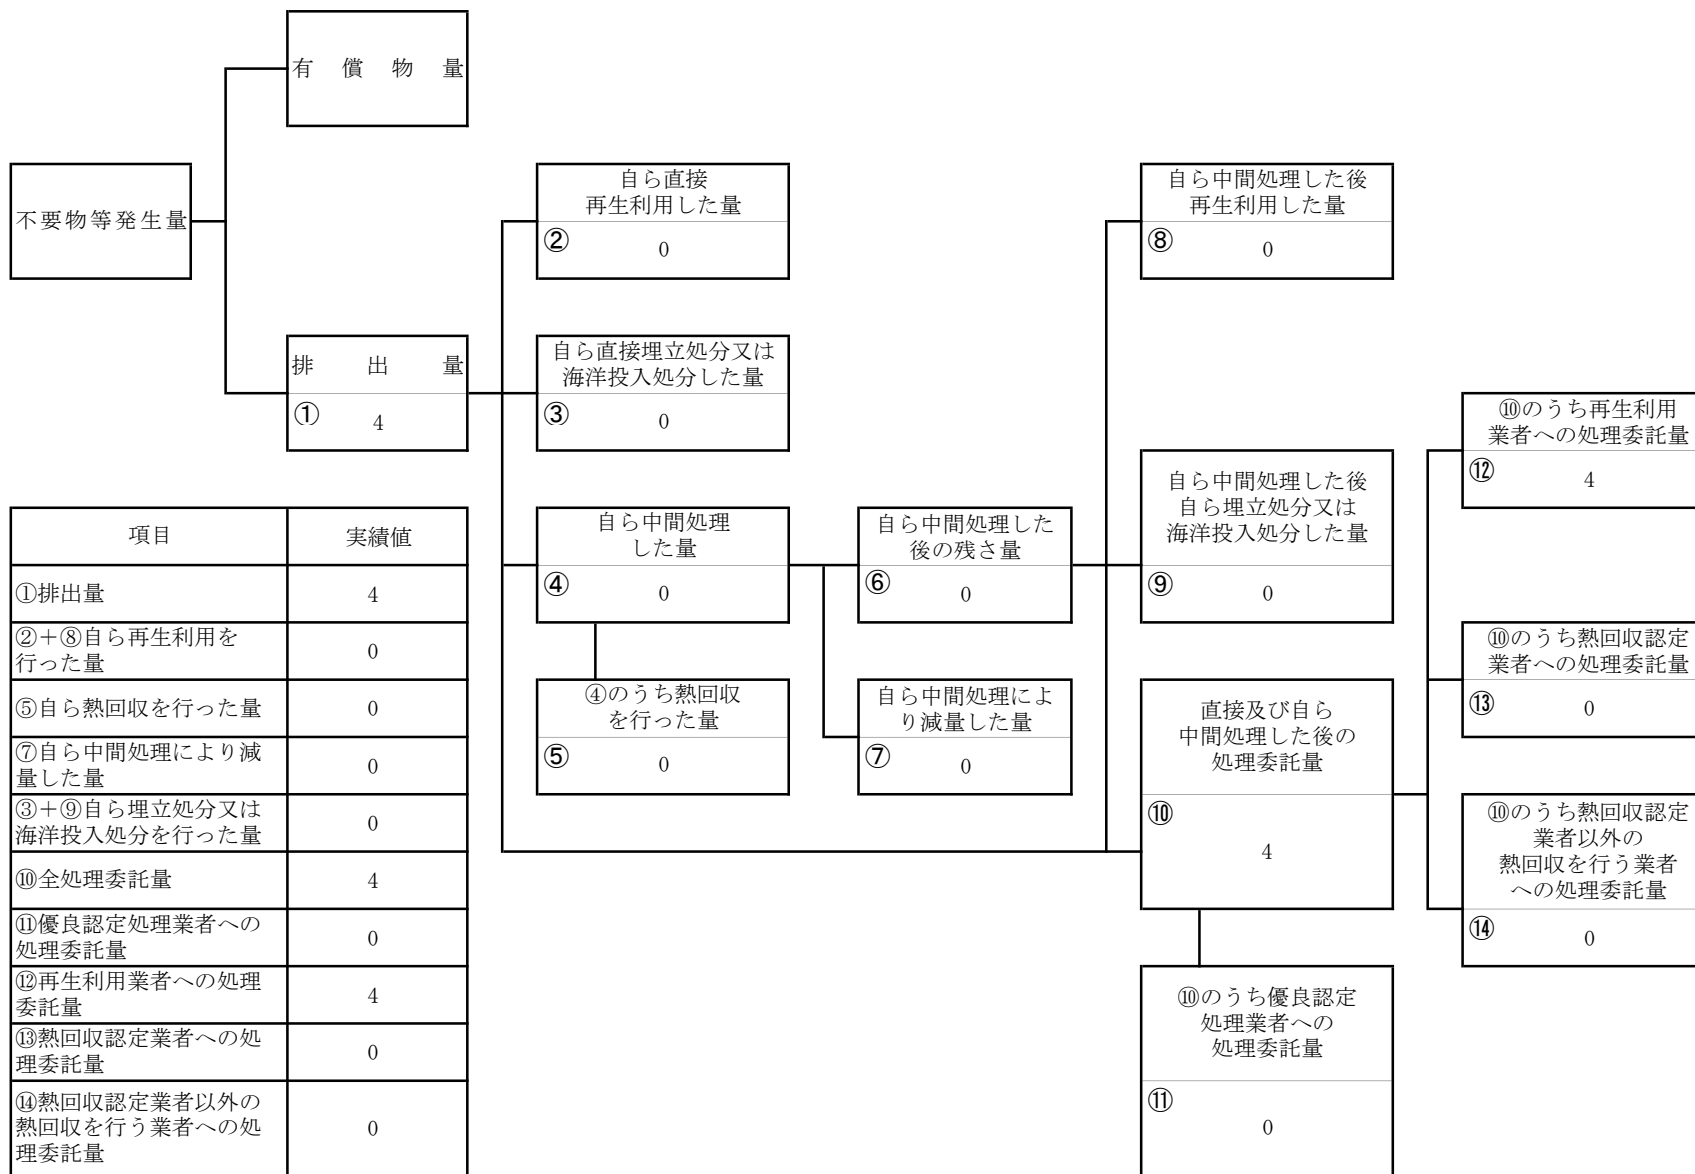 有償物量
不要物等発生量
排出量
①
4
自ら直接
再生利用した量
②
0
自ら直接埋立処分又は
海洋投入処分した量
③
0
自ら中間処理
した量
④
0
④のうち熱回収
を行った量
⑤
0
自ら中間処理した
後の残さ量
⑥
0
自ら中間処理によ
り減量した量
⑦
0
自ら中間処理した後
再生利用した量
⑧
0
自ら中間処理した後
自ら埋立処分又は
海洋投入処分した量
⑨
0
直接及び自ら
中間処理した後の
処理委託量
⑩
4
⑩のうち優良認定
処理業者への
処理委託量
⑪
0
⑩のうち再生利用
業者への処理委託量
⑫
4
⑩のうち熱回収認定
業者への処理委託量
⑬
0
⑩のうち熱回収認定
業者以外の
熱回収を行う業者
への処理委託量
⑭
0
項目 実績値
①排出量 4
②＋⑧自ら再生利用を
行った量 0
⑤自ら熱回収を行った量 0
⑦自ら中間処理により減
量した量 0
③＋⑨自ら埋立処分又は
海洋投入処分を行った量 0
⑩全処理委託量 4
⑪優良認定処理業者への
処理委託量 0
⑫再生利用業者への処理
委託量 4
⑬熱回収認定業者への処
理委託量 0
⑭熱回収認定業者以外の
熱回収を行う業者への処
理委託量 0